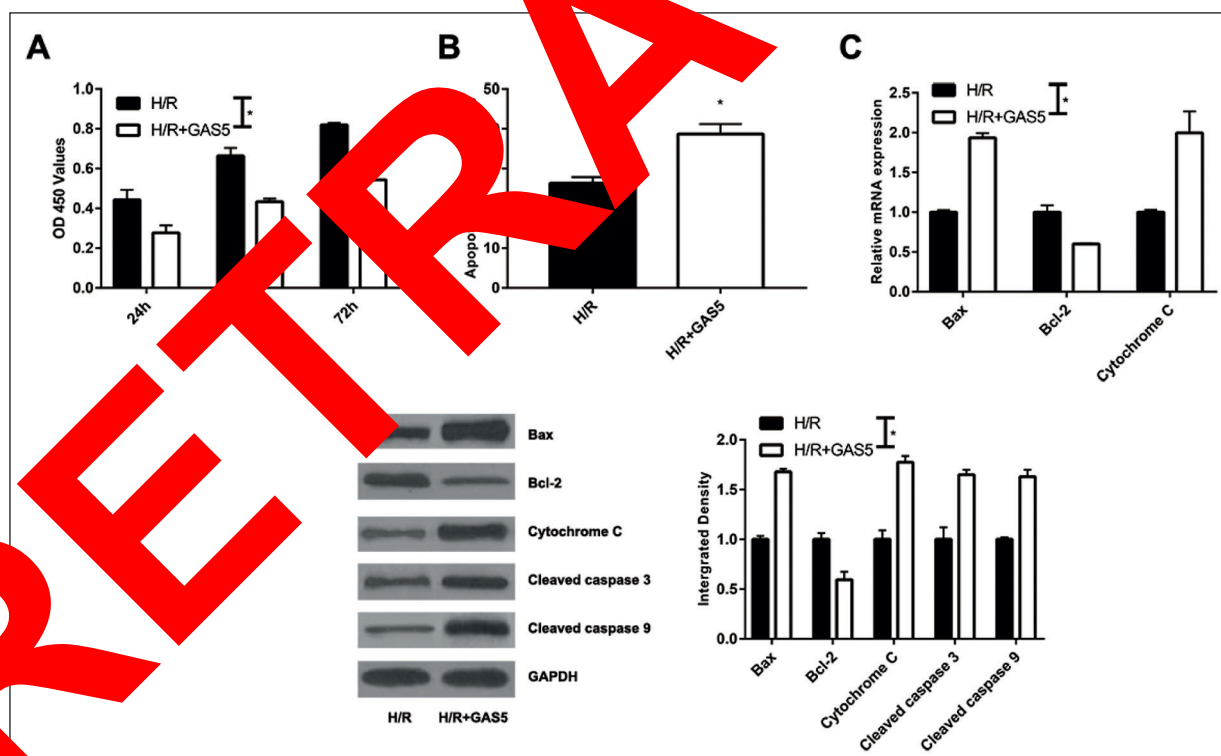 A
B
C
1.0
0.8
0.6
0.4
0.2
0.0
OD 450 Values
H/R
H/R+GAS5
*
24h
72h
50
10
0
Apop
*
H/R
H/R+GAS5
2.5
2.0
1.5
1.0
0.5
0.0
Relative mRNA expression
H/R
H/R+GAS5
*
Bax
Bcl-2
Cytochrome C
Bax
Bcl-2
Cytochrome C
Cleaved caspase 3
Cleaved caspase 9
GAPDH
H/R H/R+GAS5
2.0
1.5
1.0
0.5
0.0
Intergrated Density
H/R
H/R+GAS5
*
Bax
Bcl-2
Cytochrome C
Cleaved caspase 3
Cleaved caspase 9
RETRA